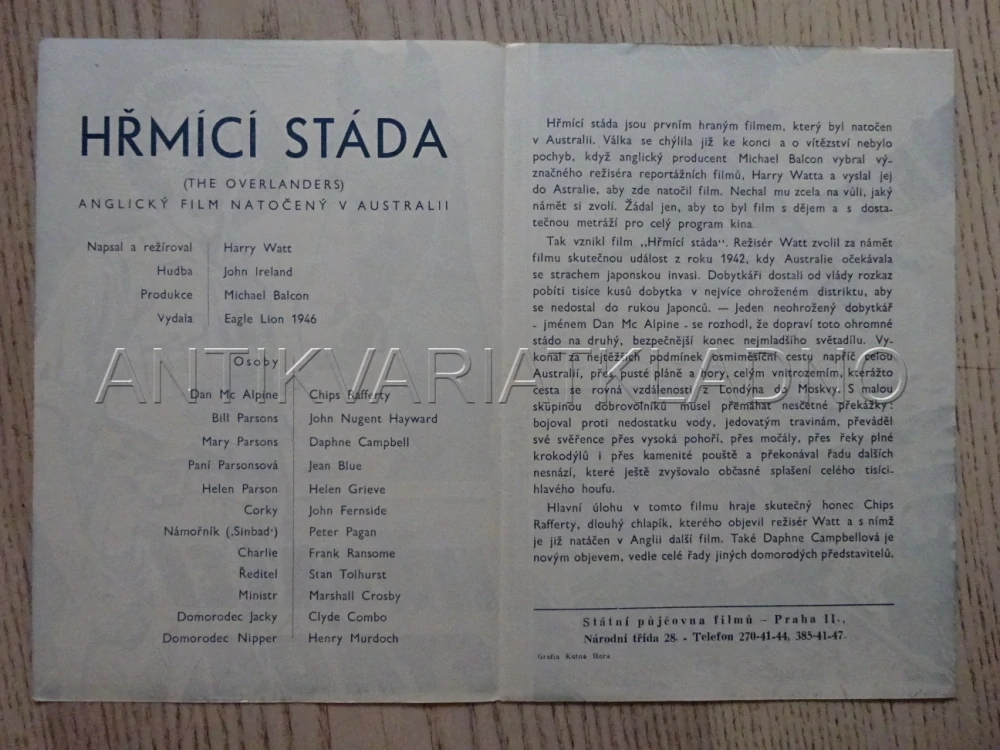 HŘMÍCÍ STÁDA
(THE OVERLANDERS)
ANGLICKÝ FILM NATOČENÝ V AUSTRALII
Napsal a režíroval Harry Watt
Hudba John Ireland
Produkce Michael Balcon
Vydala Eagle Lion 1946
Osoby
Dan Mc Alpine Chips Rafferty
Bill Parsons John Nugent Hayward
Mary Parsons Daphne Campbell
Paní Parsonsová Jean Blue
Helen Parson Helen Grieve
Corky John Fernside
Námořník (‚Sinbad‘) Peter Pagan
Charlie Frank Ransome
Ředitel Stan Tolhurst
Ministr Marshall Crosby
Domorodec Jacky Clyde Combo
Domorodec Nipper Henry Murdoch
Hřmící stáda jsou prvním hraným filmem, který byl natočen
v Australii. Válka se chýlila již ke konci a o vítězství nebylo
pochyb, když anglický producent Michael Balcon vybral vý-
značného režiséra reportážních filmů, Harry Watta a vyslal jej
do Astralie, aby zde natočil film. Nechal mu zcela na vůli, jaký
námět si zvolí. Žádal jen, aby to byl film s dějem a s dosta-
tečnou metráží pro celý program kina.
Tak vznikl film „Hřmící stáda“. Režisér Watt zvolil za námět
filmu skutečnou událost z roku 1942, kdy Australie očekávala
se strachem japonskou invasi. Dobytkáři dostali od vlády rozkaz
pobíti tisíce kusů dobytka v nejvíce ohroženém distriktu, aby
se nedostal do rukou Japonců. — Jeden neohrožený dobytkář
- jménem Dan Mc Alpine - se rozhodl, že dopraví toto ohromné
stádo na druhý, bezpečnější konec nejmladšího světadílu. Vy-
konal za nejtěžších podmínek osmiměsíční cestu napříč celou
Australií, přes pusté pláně a hory, celým vnitrozemím, kterážto
cesta se rovná vzdálenosti z Londýna do Moskvy. S malou
skupinou dobrovolníků musel přemáhat nesčetné překážky:
bojoval proti nedostatku vody, jedovatým travinám, převáděl
své svěřence přes vysoká pohoří, přes močály, přes řeky plné
krokodýlů i přes kamenité pouště a překonával řadu dalších
nesnází, které ještě zvyšovalo občasné splašení celého tisíci-
hlavého houfu.
Hlavní úlohu v tomto filmu hraje skutečný honec Chips
Rafferty, dlouhý chlapík, kterého objevil režisér Watt a s nímž
je již natáčen v Anglii další film. Také Daphne Campbellová je
novým objevem, vedle celé řady jiných domorodých představitelů.
Státní půjčovna filmů – Praha II.,
Národní třída 28. - Telefon 270-41-44, 385-41-47.
Grafia Kutná Hora
ANTIKVARIATKLADNO